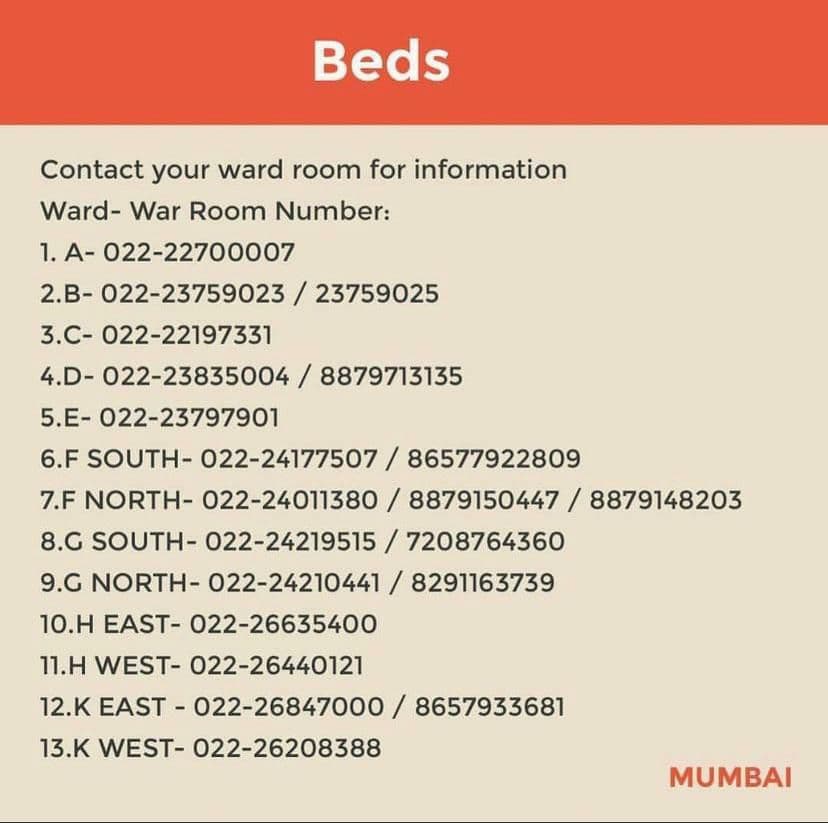 Beds
Contact your ward room for information
Ward- War Room Number:
1. A- 022-22700007
2.B- 022-23759023 / 23759025
3.C- 022-22197331
4.D- 022-23835004 / 8879713135
5.E- 022-23797901
6.F SOUTH- 022-24177507 / 86577922809
7.F NORTH- 022-24011380 / 8879150447 / 8879148203
8.G SOUTH- 022-24219515 / 7208764360
9.G NORTH- 022-24210441 / 8291163739
10.H EAST- 022-26635400
11.H WEST- 022-26440121
12.K EAST - 022-26847000 / 8657933681
13.K WEST- 022-26208388
MUMBAI